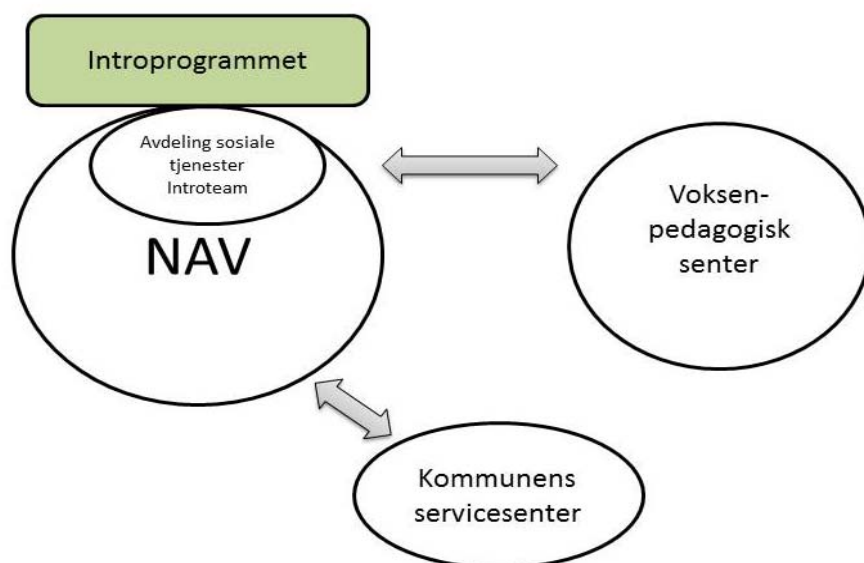 Introprogrammet
Avdeling sosiale
tjenester
Introteam
NAV
Voksen-
pedagogisk
senter
Kommunens
servicesenter